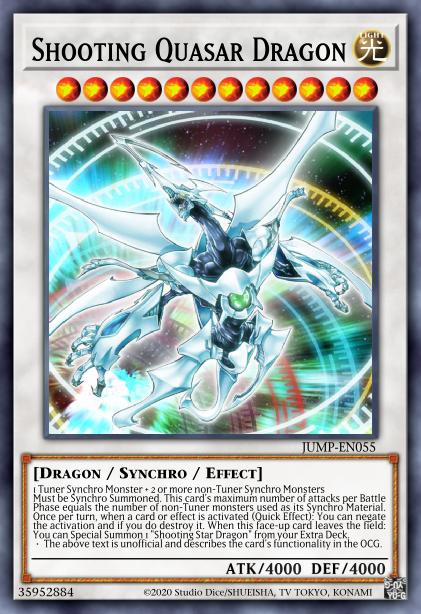 SHOOTING QUASAR DRAGON
LIGHT
光
JUMP-EN055
[DRAGON / SYNCHRO / EFFECT]
1 Tuner Synchro Monster + 2 or more non-Tuner Synchro Monsters
Must be Synchro Summoned. This card's maximum number of attacks per Battle
Phase equals the number of non-Tuner monsters used as its Synchro Material.
Once per turn, when a card or effect is activated (Quick Effect): You can negate
the activation and if you do destroy it. When this face-up card leaves the field:
You can Special Summon 1 "Shooting Star Dragon" from your Extra Deck.
· The above text is unofficial and describes the card's functionality in the OCG.
ATK/4000 DEF/4000
35952884
©2020 Studio Dice/SHUEISHA, TV TOKYO, KONAMI